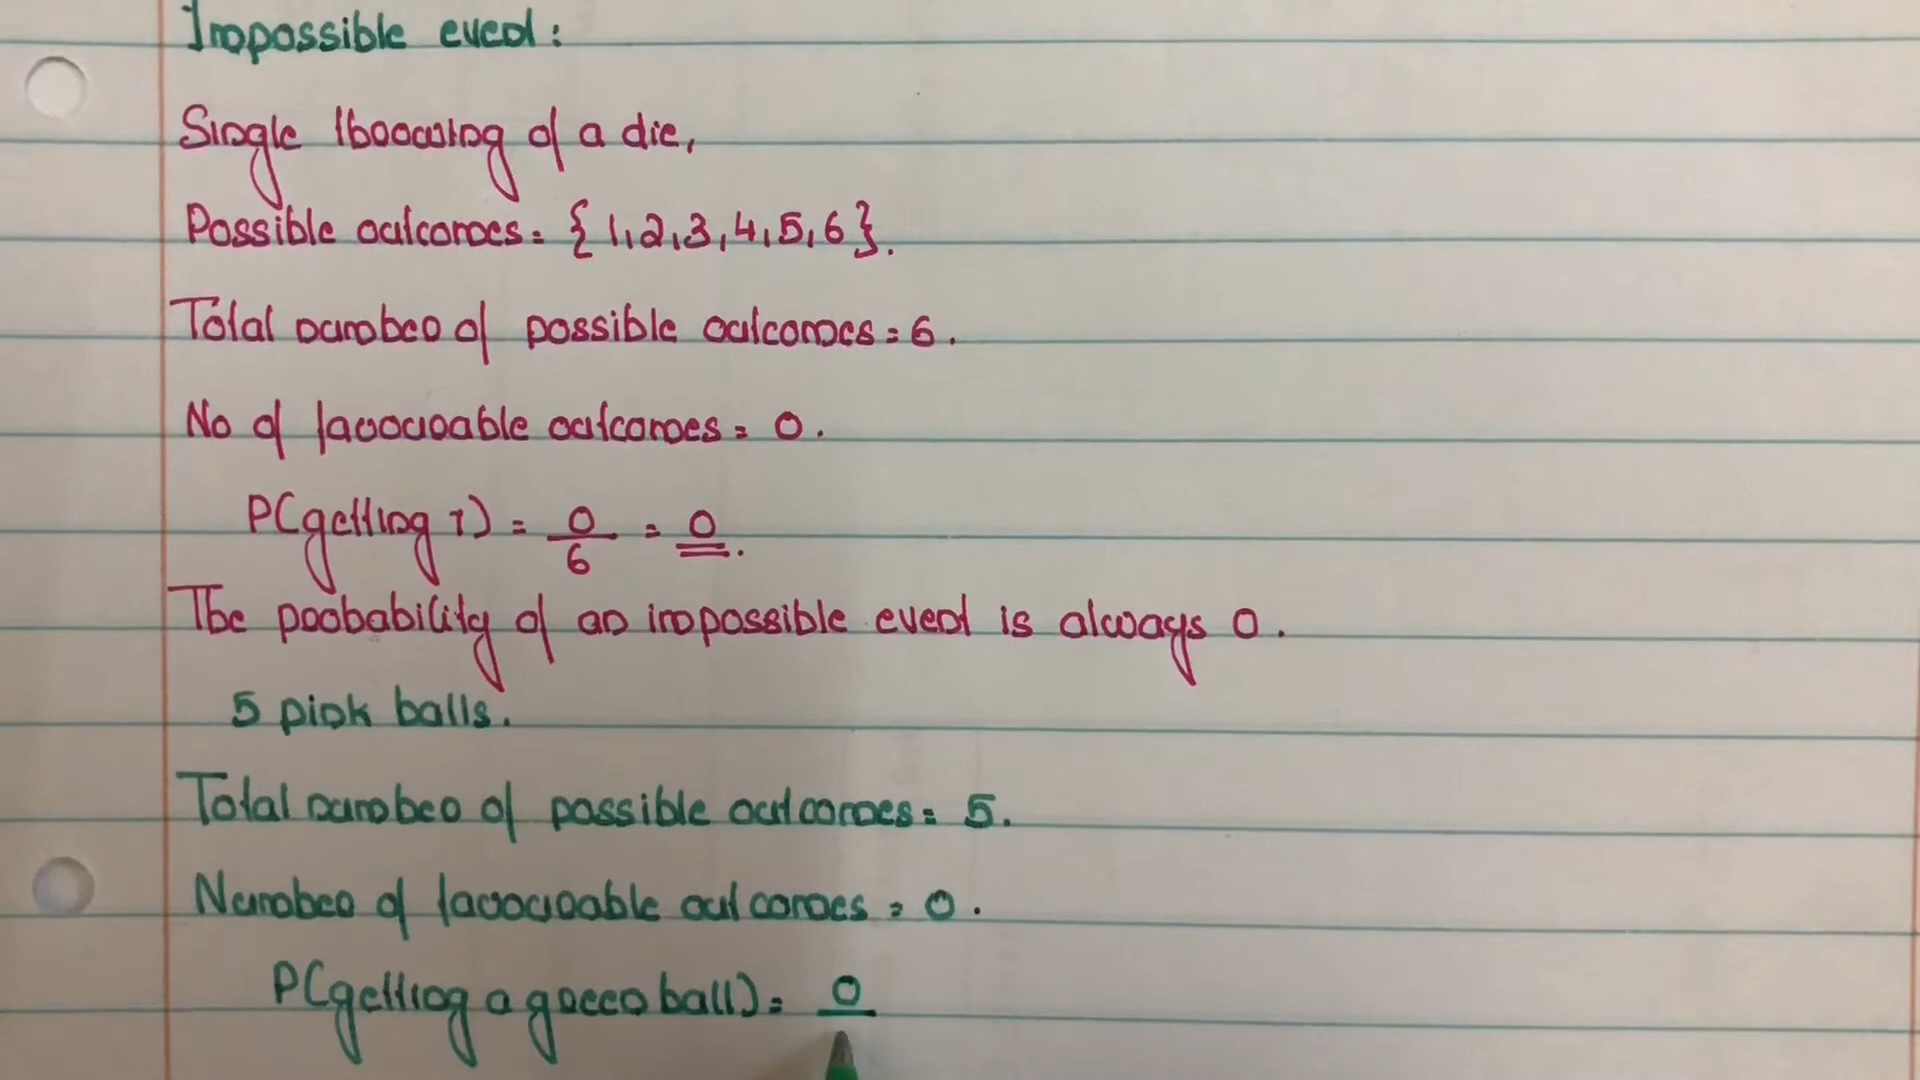 Impossible event:
Single throwing of a die,
Possible outcomes = {1,2,3,4,5,6}.
Total number of possible outcomes = 6.
No of favourable outcomes = 0.
P(getting 7) = 0/6 = 0.
The probability of an impossible event is always 0.
5 pink balls.
Total number of possible outcomes = 5.
Number of favourable outcomes = 0.
P(getting a green ball) = 0